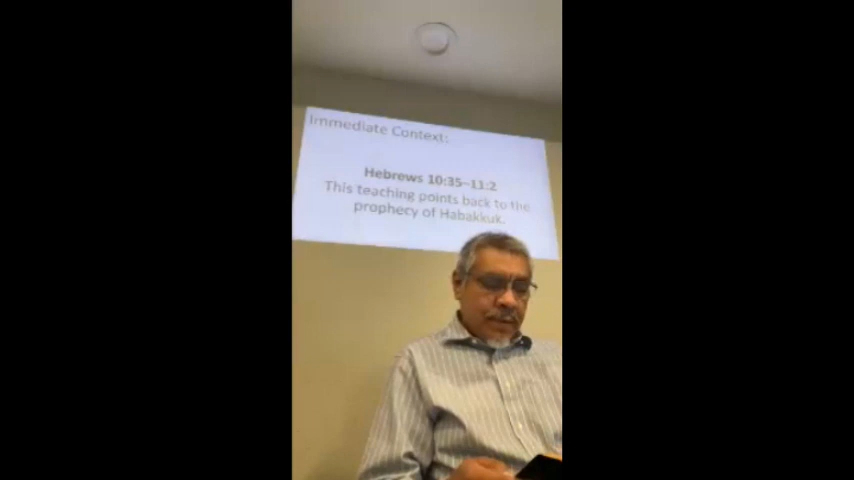 Immediate Context:
Hebrews 10:35–11:2
This teaching points back to the
prophecy of Habakkuk.